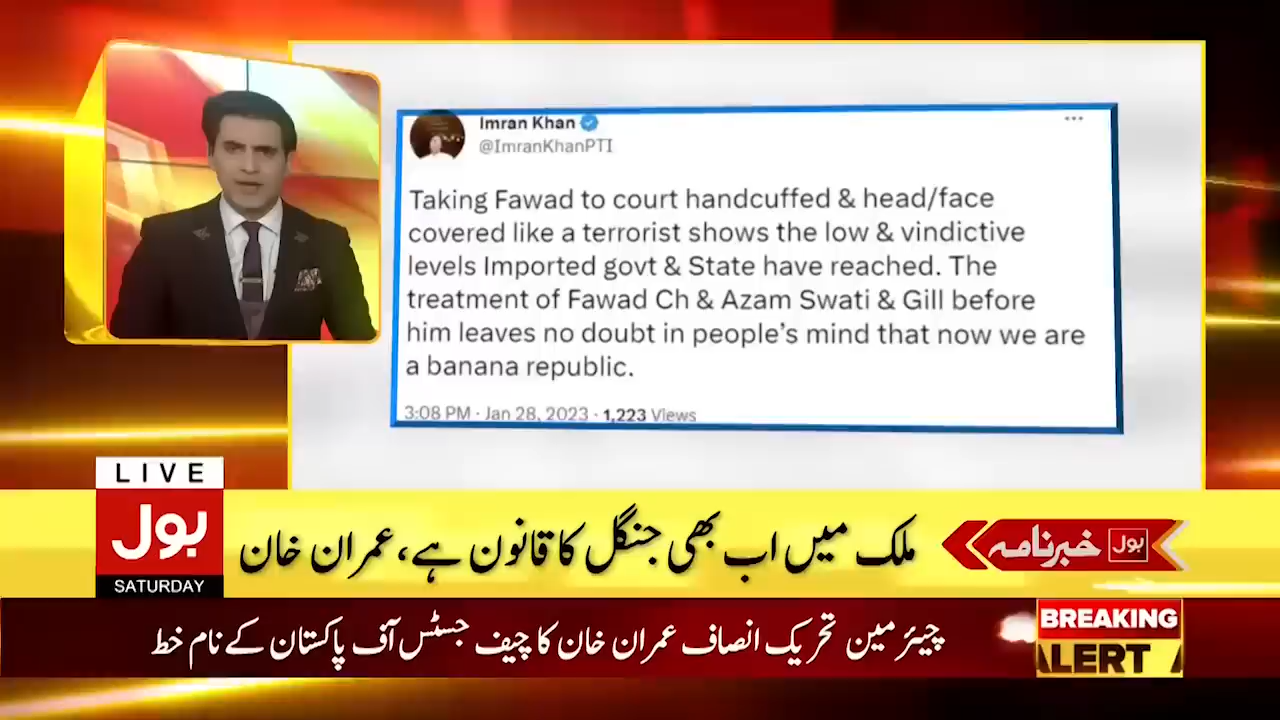 Imran Khan
@ImranKhanPTI
Taking Fawad to court handcuffed & head/face
covered like a terrorist shows the low & vindictive
levels Imported govt & State have reached. The
treatment of Fawad Ch & Azam Swati & Gill before
him leaves no doubt in people's mind that now we are
a banana republic.
3:08 PM · Jan 28, 2023 · 1,223 Views
LIVE
بول
SATURDAY
ملک میں اب بھی جنگل کا قانون ہے، عمران خان
بول خبرنامہ
چیئرمین تحریک انصاف عمران خان کا چیف جسٹس آف پاکستان کے نام خط
BREAKING
ALERT